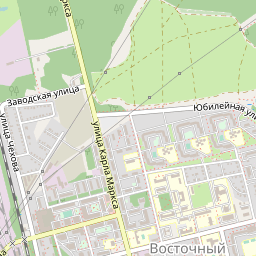 Маркса
Заводская улица
Юбилейная ул
улица Чехова
улица Карла Маркса
Восточный